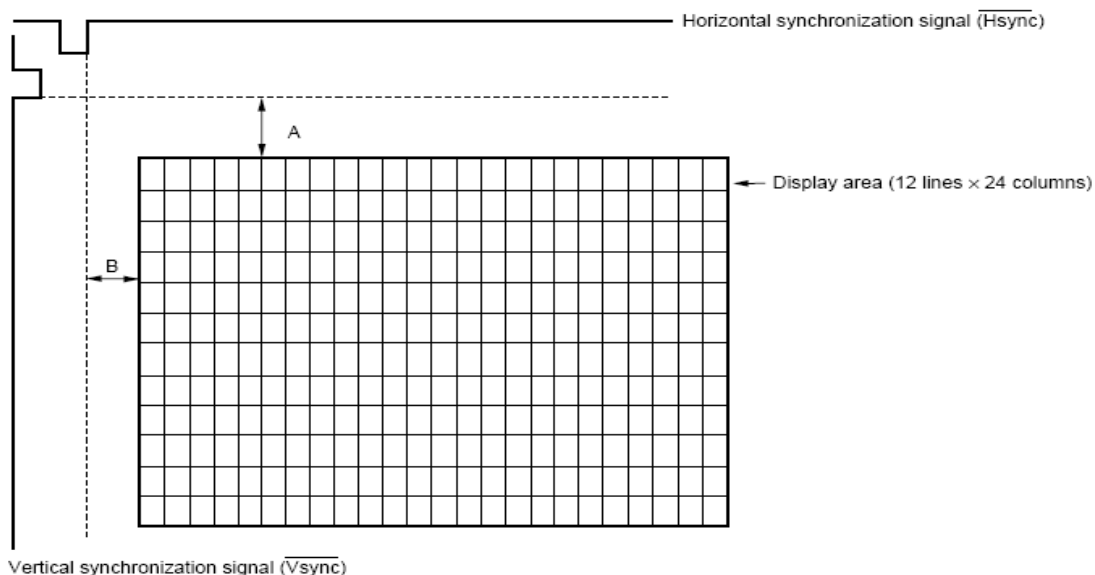 Horizontal synchronization signal (Hsync)
A
Display area (12 lines × 24 columns)
B
Vertical synchronization signal (Vsync)